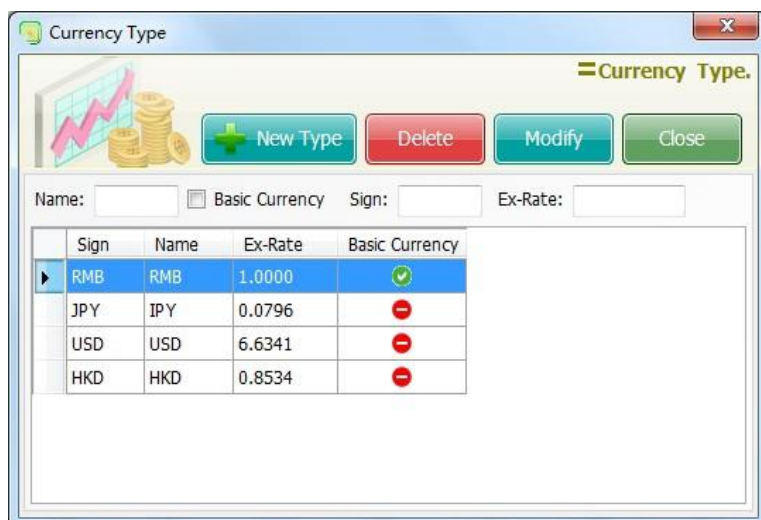 Currency Type
=Currency Type.
New Type Delete Modify Close
Name: Basic Currency Sign: Ex-Rate:
Sign Name Ex-Rate Basic Currency
RMB RMB 1.0000
JPY IPY 0.0796
USD USD 6.6341
HKD HKD 0.8534